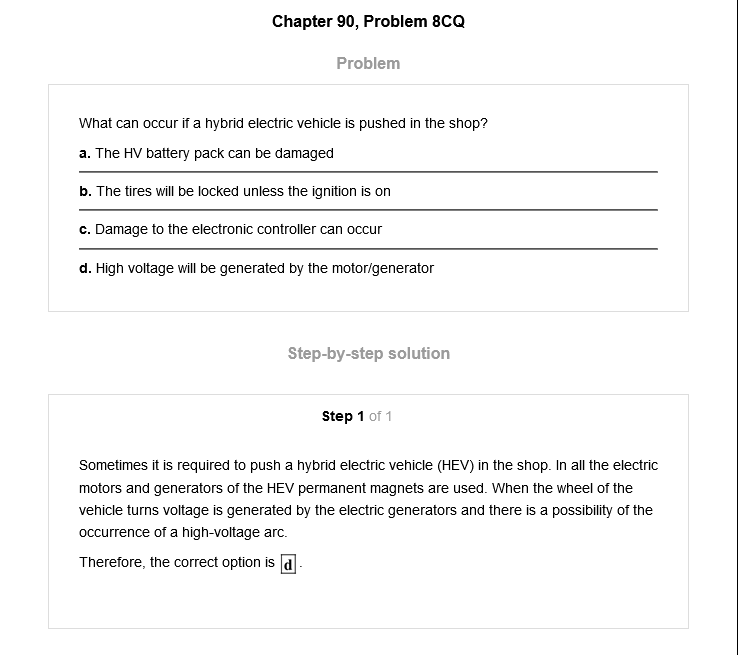 Chapter 90, Problem 8CQ
Problem
What can occur if a hybrid electric vehicle is pushed in the shop?
a. The HV battery pack can be damaged
b. The tires will be locked unless the ignition is on
c. Damage to the electronic controller can occur
d. High voltage will be generated by the motor/generator
Step-by-step solution
Step 1 of 1
Sometimes it is required to push a hybrid electric vehicle (HEV) in the shop. In all the electric
motors and generators of the HEV permanent magnets are used. When the wheel of the
vehicle turns voltage is generated by the electric generators and there is a possibility of the
occurrence of a high-voltage arc.
Therefore, the correct option is d.